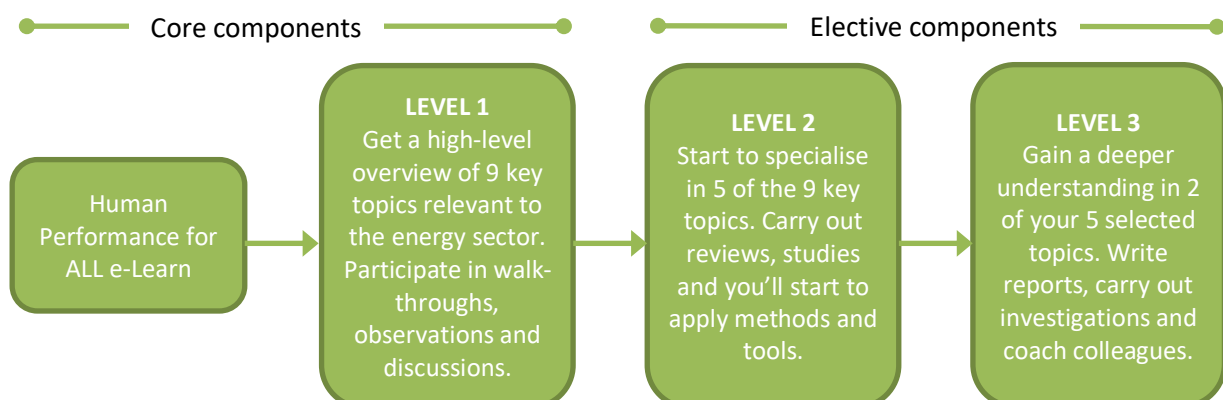 Core components
Elective components
Human
Performance for
ALL e-Learn
LEVEL 1
Get a high-level
overview of 9 key
topics relevant to
the energy sector.
Participate in walk-
throughs,
observations and
discussions.
LEVEL 2
Start to specialise
in 5 of the 9 key
topics. Carry out
reviews, studies
and you'll start to
apply methods and
tools.
LEVEL 3
Gain a deeper
understanding in 2
of your 5 selected
topics. Write
reports, carry out
investigations and
coach colleagues.